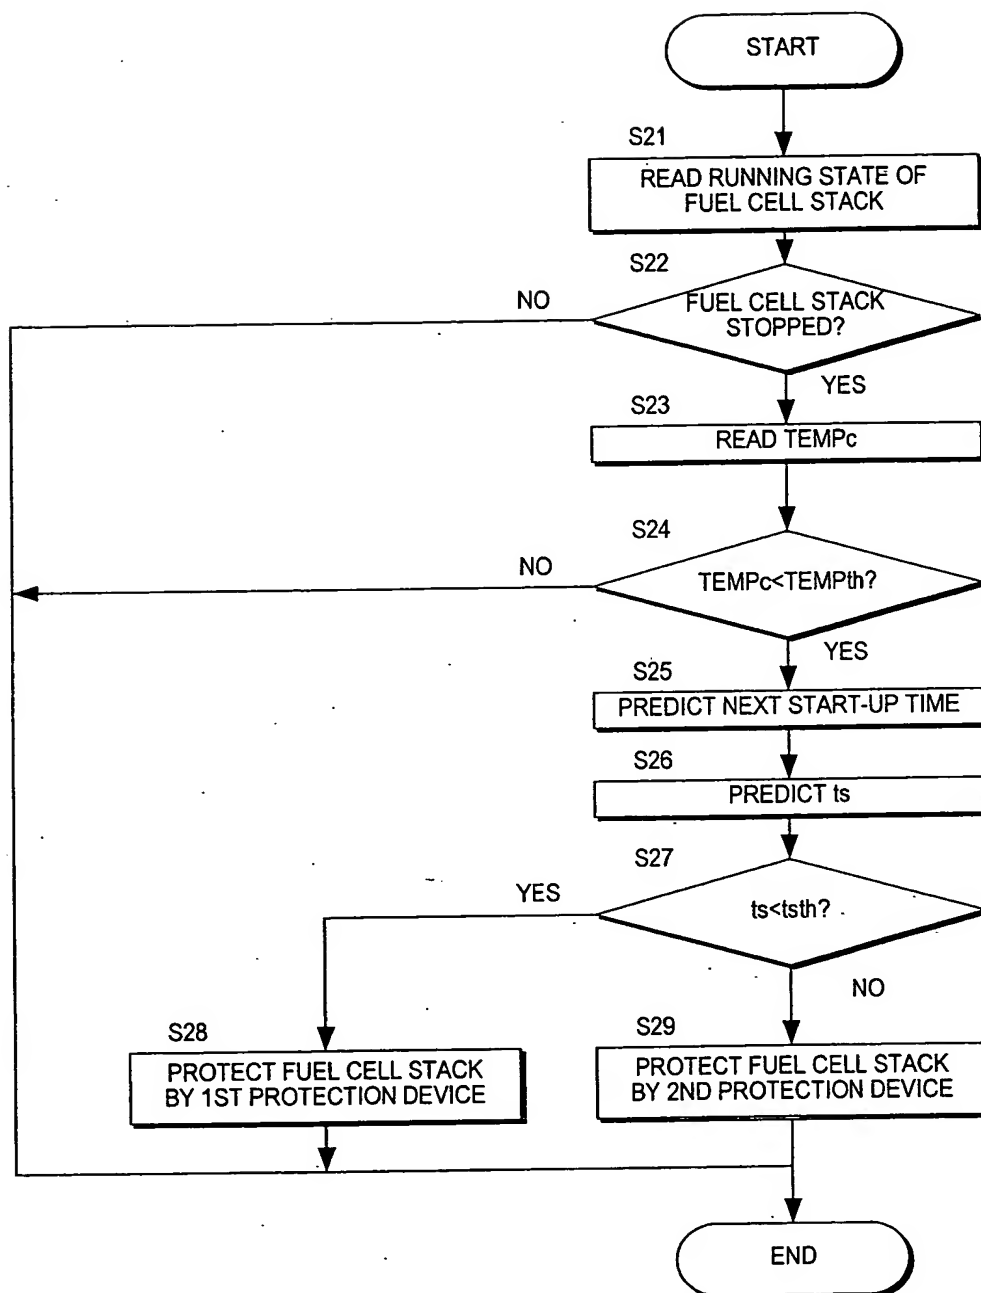 START
S21
READ RUNNING STATE OF
FUEL CELL STACK
S22
NO
FUEL CELL STACK
STOPPED?
YES
S23
READ TEMPc
S24
NO
TEMPc<TEMPth?
YES
S25
PREDICT NEXT START-UP TIME
S26
PREDICT ts
S27
YES
ts<tsth?
NO
S28
PROTECT FUEL CELL STACK
BY 1ST PROTECTION DEVICE
S29
PROTECT FUEL CELL STACK
BY 2ND PROTECTION DEVICE
END